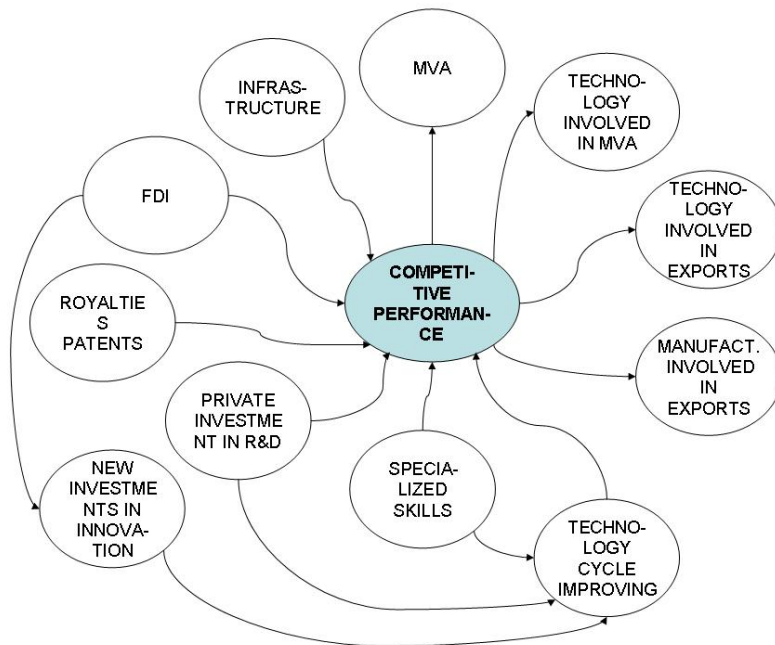 MVA
INFRAS-
TRUCTURE
TECHNO-
LOGY
INVOLVED
IN MVA
FDI
TECHNO-
LOGY
INVOLVED
IN
EXPORTS
COMPETI-
TIVE
PERFORMAN-
CE
ROYALTIE
S
PATENTS
MANUFACT.
INVOLVED
IN
EXPORTS
PRIVATE
INVESTME
NT IN R&D
SPECIA-
LIZED
SKILLS
NEW
INVESTME
NTS IN
INNOVA-
TION
TECHNO-
LOGY
CYCLE
IMPROVING